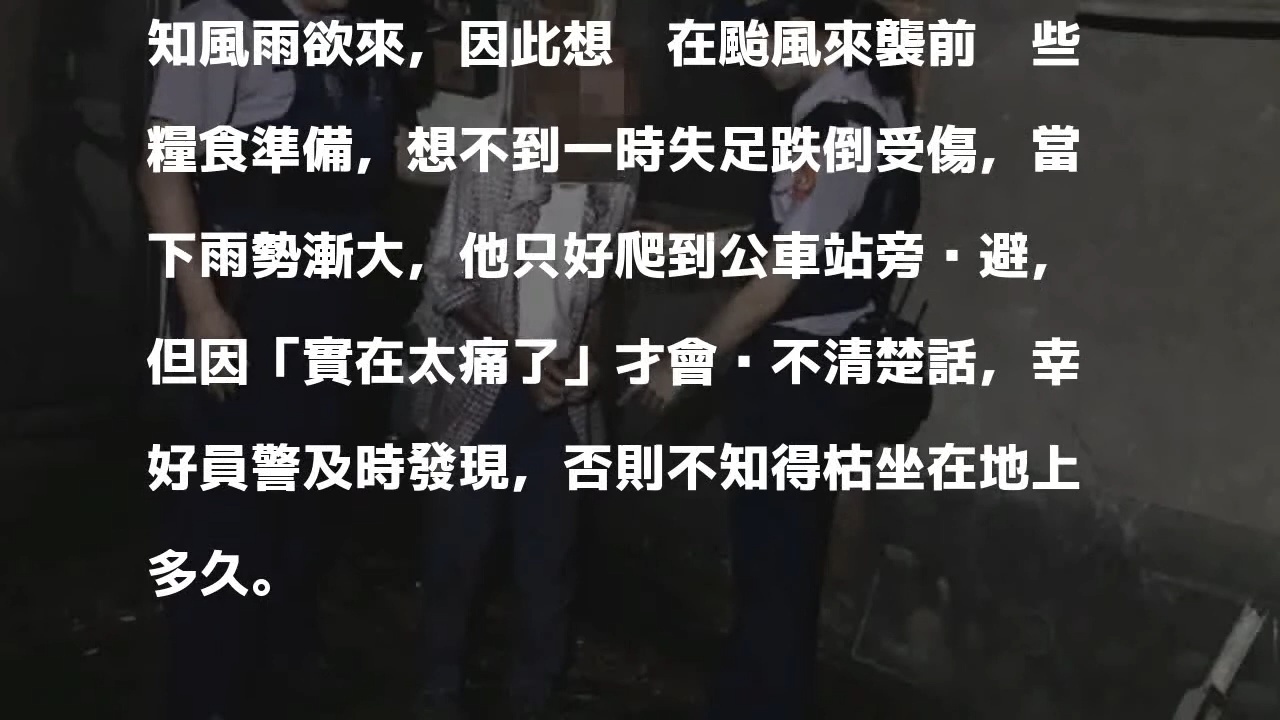 知風雨欲來，因此想　在颱風來襲前　些
糧食準備，想不到一時失足跌倒受傷，當
下雨勢漸大，他只好爬到公車站旁▪避，
但因「實在太痛了」才會▪不清楚話，幸
好員警及時發現，否則不知得枯坐在地上
多久。